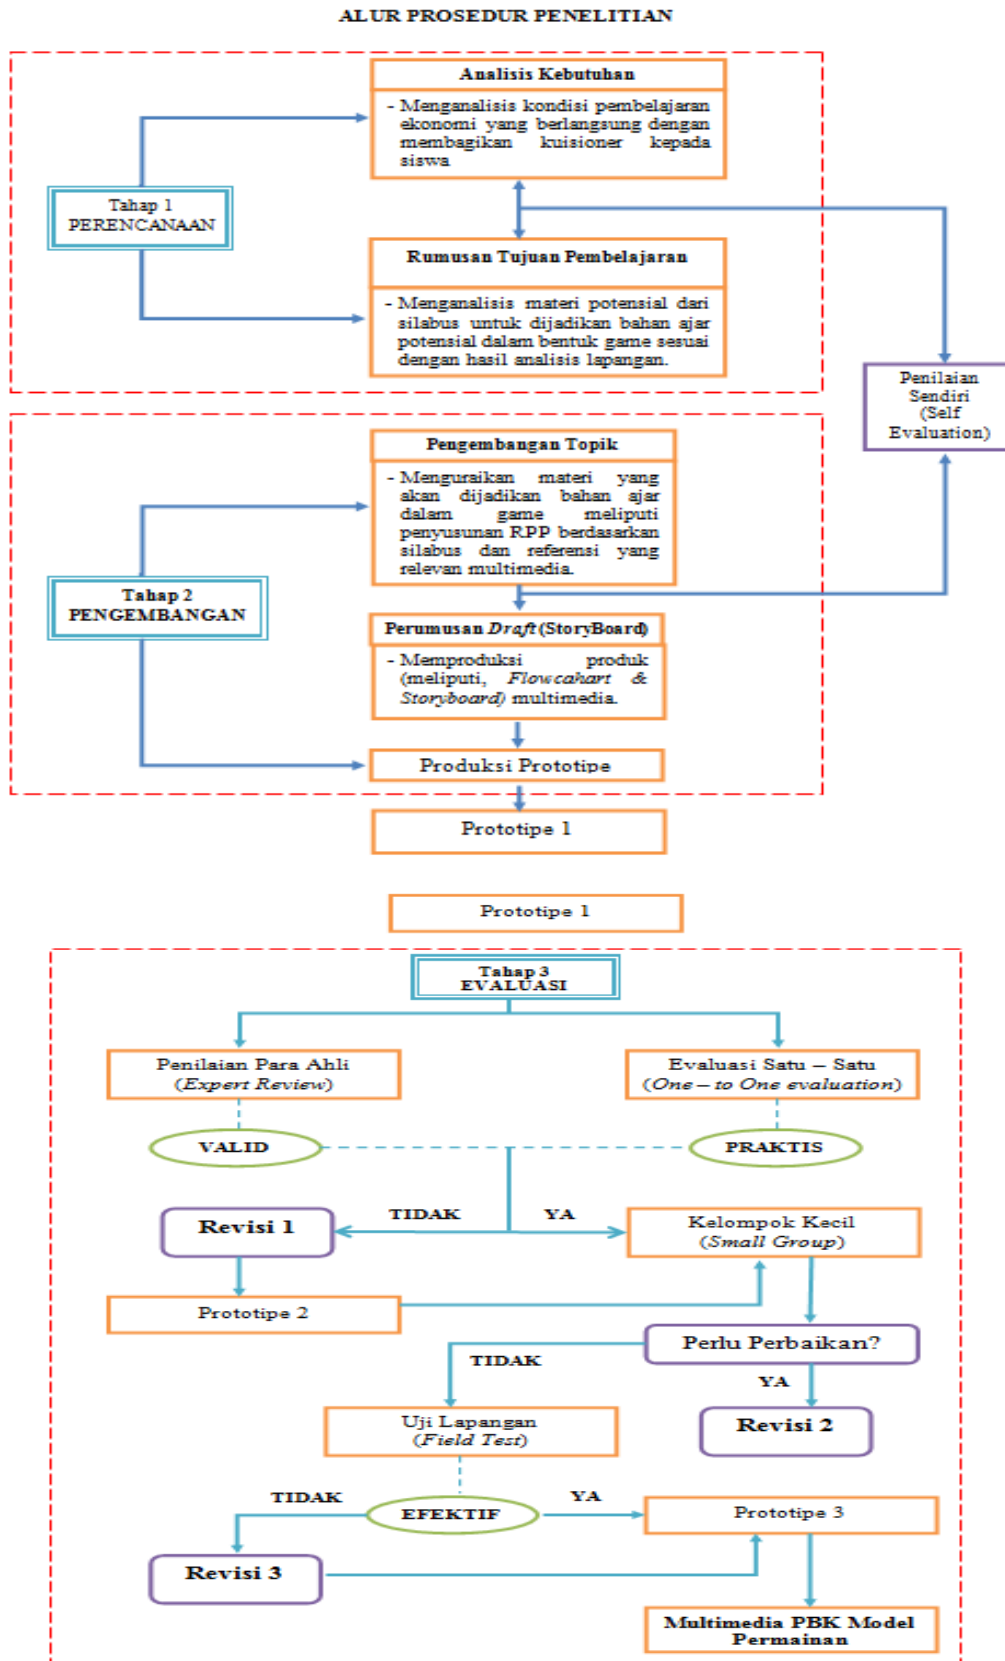 ALUR PROSEDUR PENELITIAN
Analisis Kebutuhan
- Menganalisis kondisi pembelajaran
ekonomi yang berlangsung dengan
membagikan kuisioner kepada
siswa
Tahap 1
PERENCANAAN
Rumusan Tujuan Pembelajaran
- Menganalisis materi potensial dari
silabus untuk dijadikan bahan ajar
potensial dalam bentuk game sesuai
dengan hasil analisis lapangan.
Penilaian
Sendiri
(Self
Evaluation)
Pengembangan Topik
- Menguraikan materi yang
akan dijadikan bahan ajar
dalam game meliputi
penyusunan RPP berdasarkan
silabus dan referensi yang
relevan multimedia.
Tahap 2
PENGEMBANGAN
Perumusan Draft (StoryBoard)
- Memproduksi produk
(meliputi, Flowcahart &
Storyboard) multimedia.
Produksi Prototipe
Prototipe 1
Prototipe 1
Tahap 3
EVALUASI
Penilaian Para Ahli
(Expert Review)
Evaluasi Satu – Satu
(One – to One evaluation)
VALID
PRAKTIS
TIDAK
YA
Revisi 1
Kelompok Kecil
(Small Group)
Prototipe 2
Perlu Perbaikan?
TIDAK
YA
Uji Lapangan
(Field Test)
Revisi 2
TIDAK
YA
EFEKTIF
Prototipe 3
Revisi 3
Multimedia PBK Model
Permainan